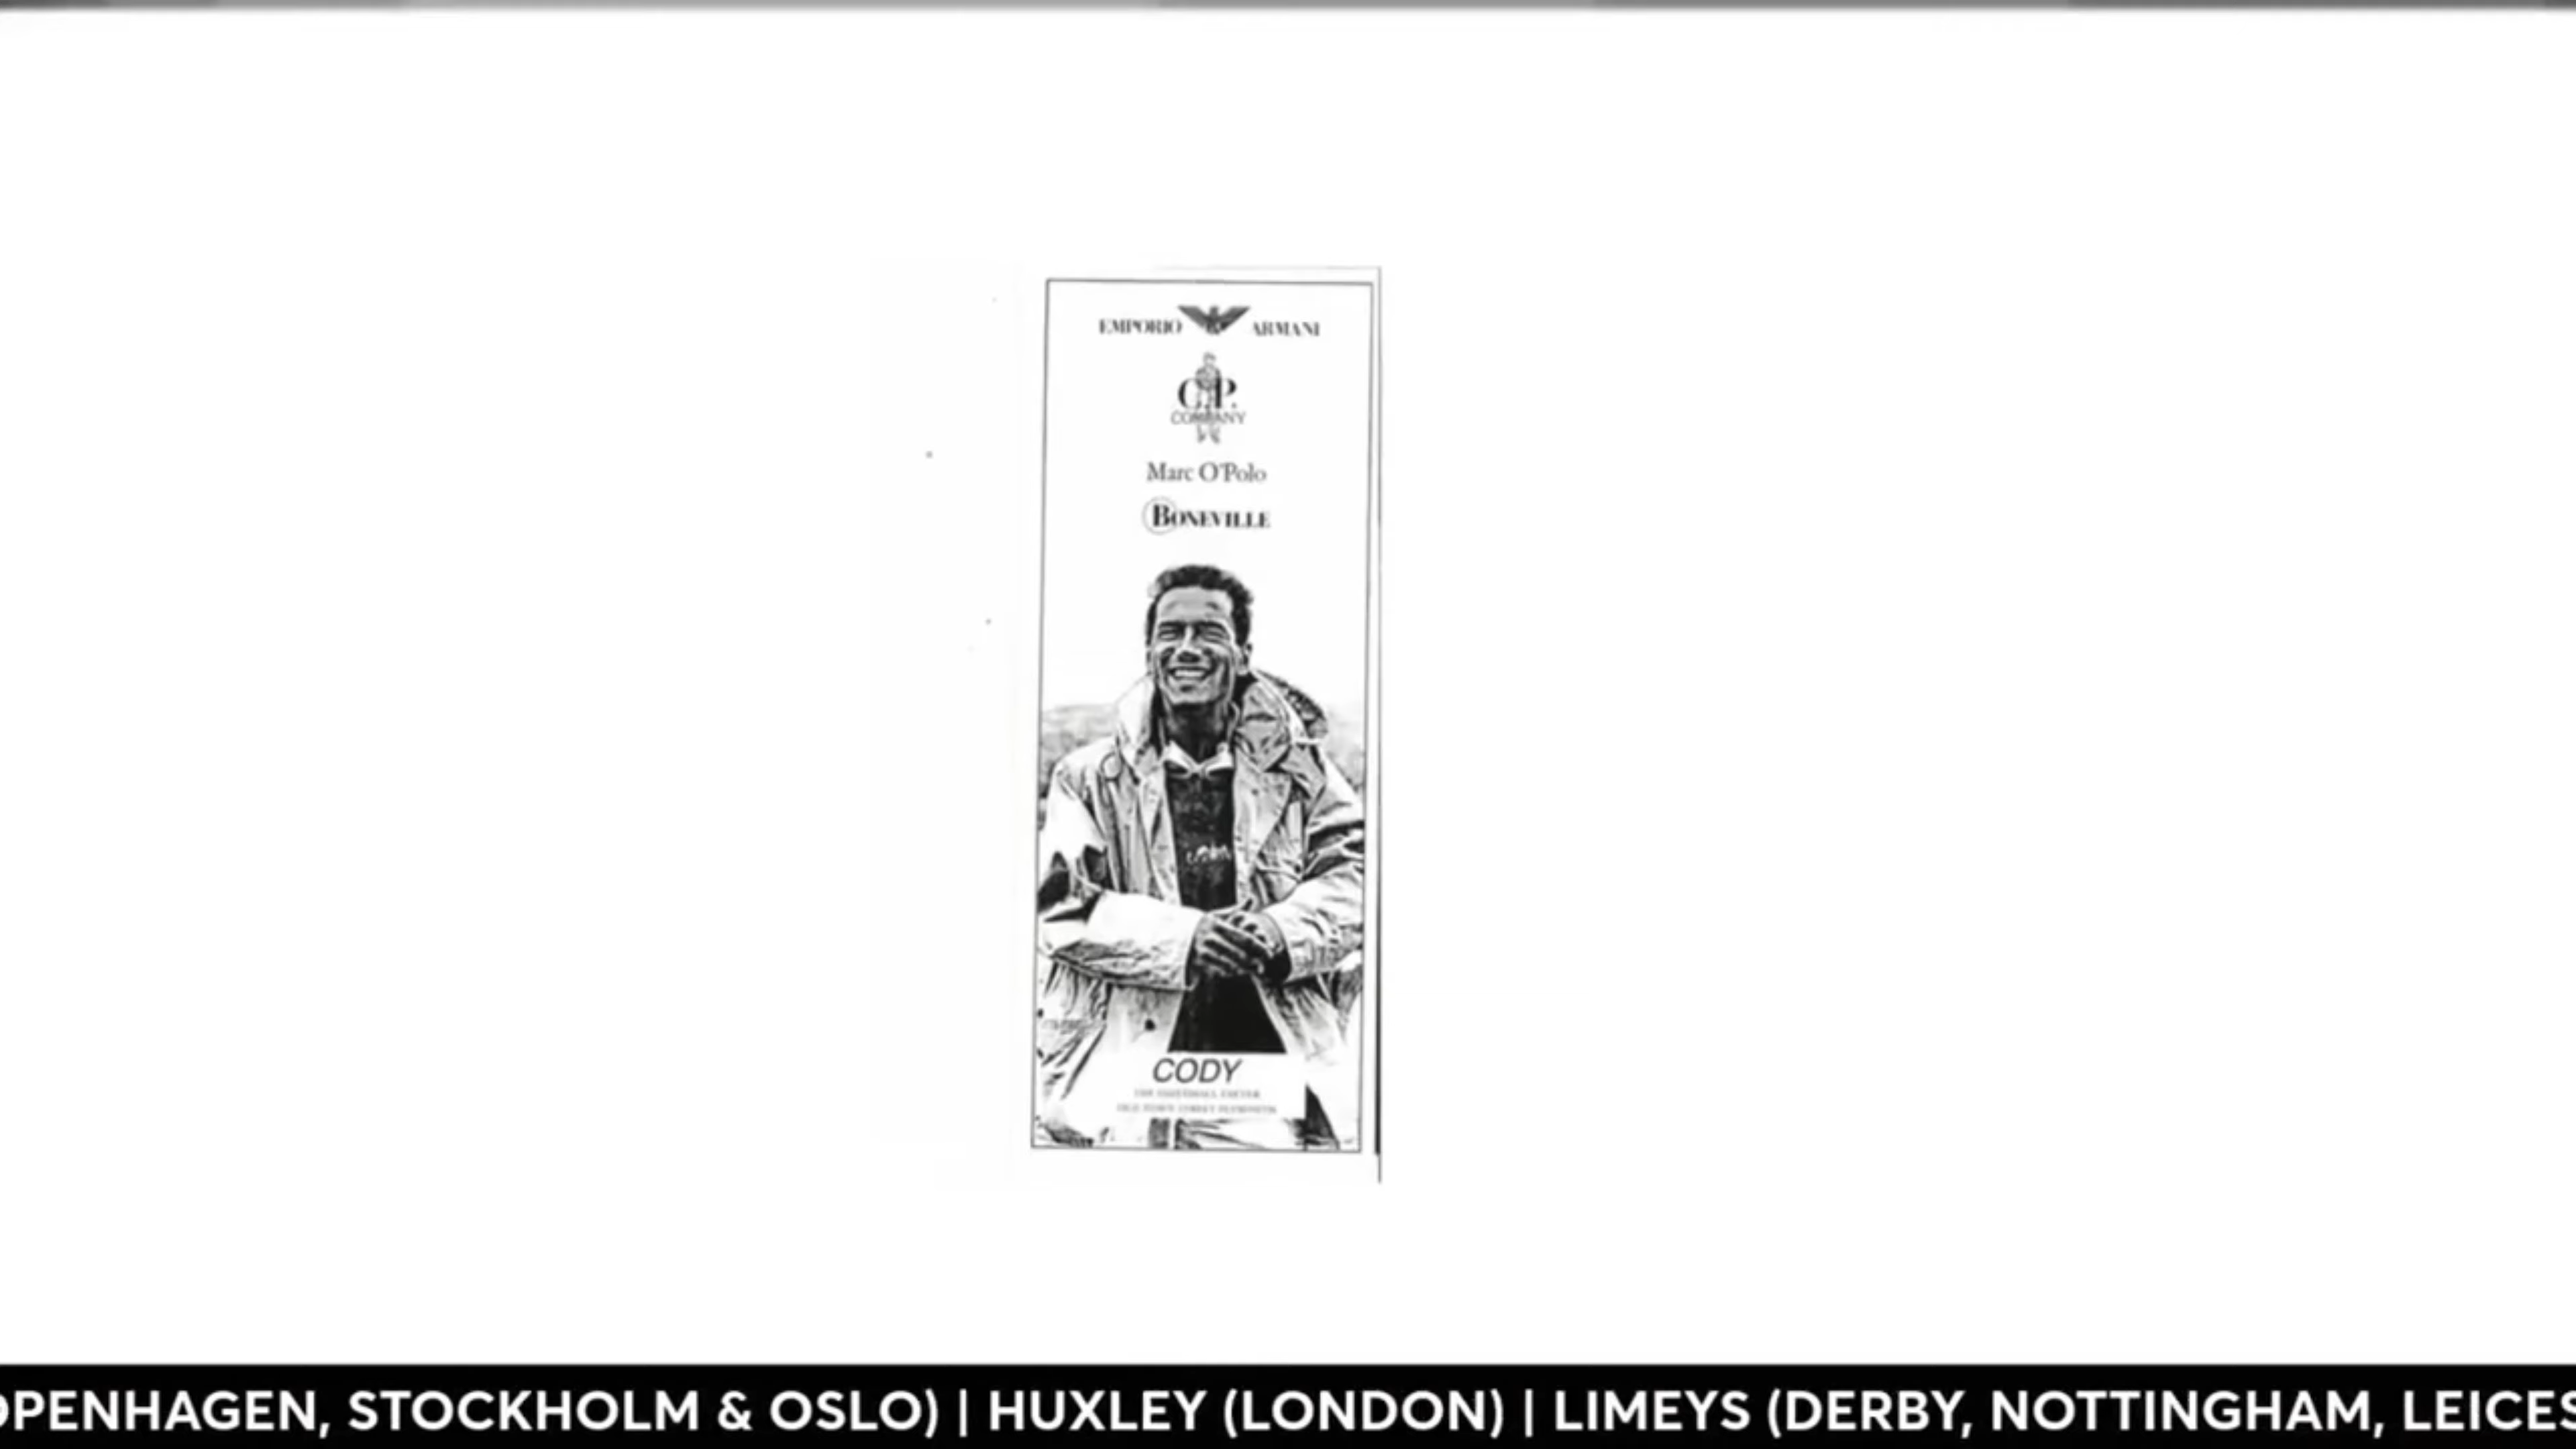 EMPORIO ARMANI
C.P.
COMPANY
Marc O'Polo
BONEVILLE
CODY
OPENHAGEN, STOCKHOLM & OSLO) | HUXLEY (LONDON) | LIMEYS (DERBY, NOTTINGHAM, LEICES